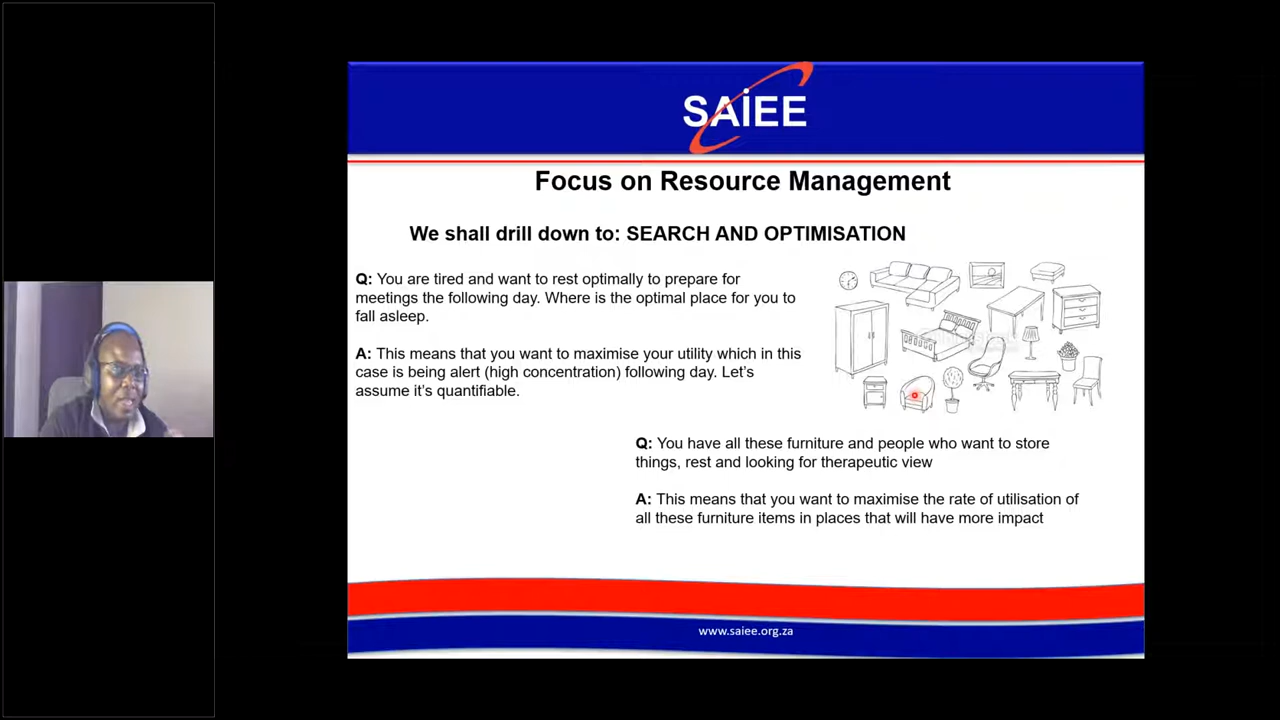 SAIEE
Focus on Resource Management
We shall drill down to: SEARCH AND OPTIMISATION
Q: You are tired and want to rest optimally to prepare for
meetings the following day. Where is the optimal place for you to
fall asleep.
A: This means that you want to maximise your utility which in this
case is being alert (high concentration) following day. Let's
assume it's quantifiable.
Q: You have all these furniture and people who want to store
things, rest and looking for therapeutic view
A: This means that you want to maximise the rate of utilisation of
all these furniture items in places that will have more impact
www.saiee.org.za